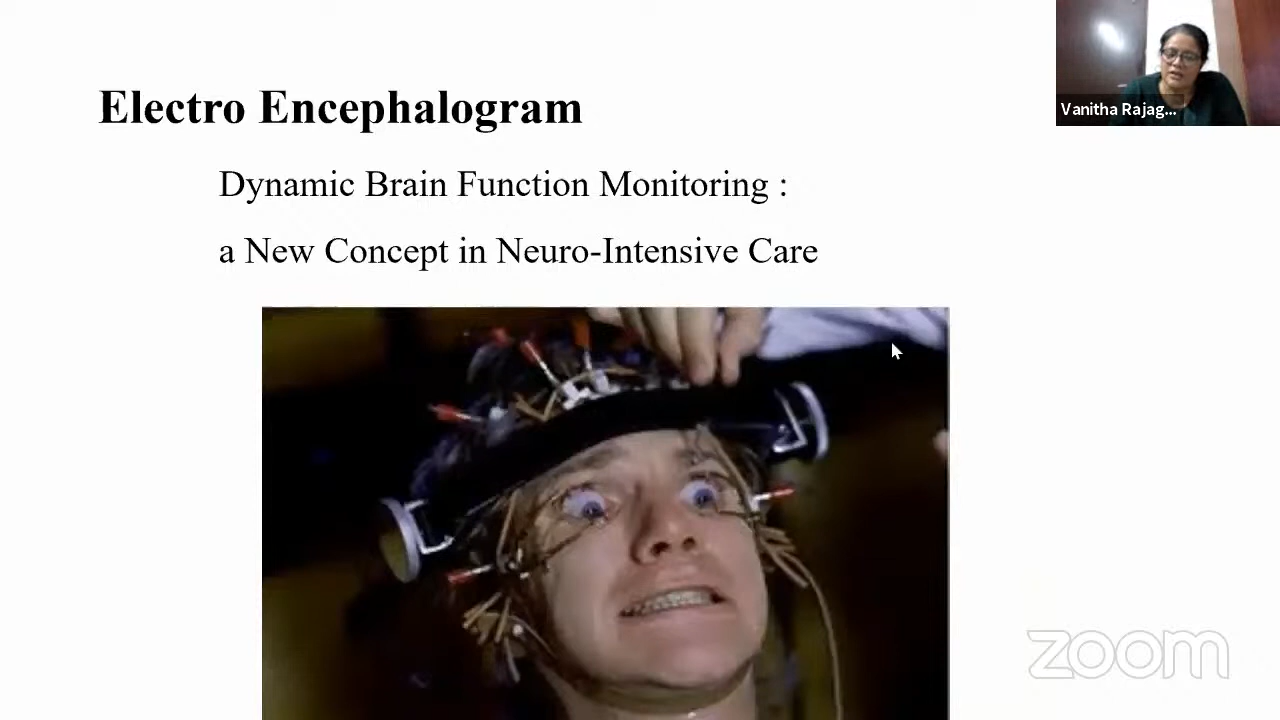 Electro Encephalogram
Dynamic Brain Function Monitoring :
a New Concept in Neuro-Intensive Care
Vanitha Rajag...
zoom